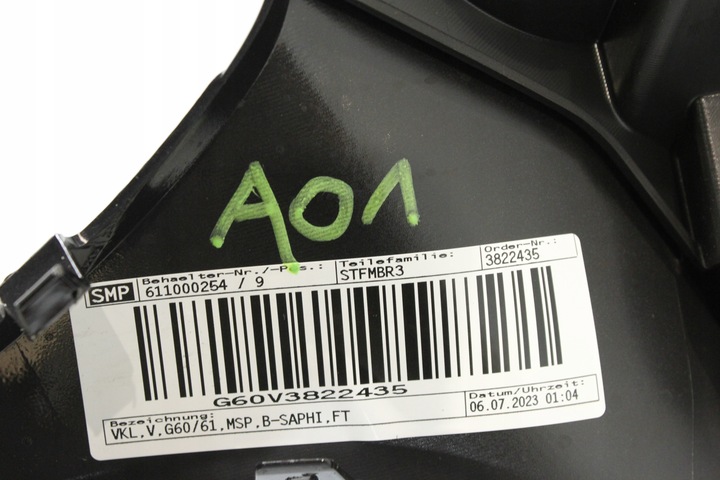 A01
SMP
Behaelter-Nr./-Pos.:
611000254 / 9
Teilefamilie:
STFMBR3
Order-Nr.:
3822435
G60V3822435
Bezeichnung:
VKL,V,G60/61,MSP,B-SAPHI,FT
Datum/Uhrzeit:
06.07.2023 01:04